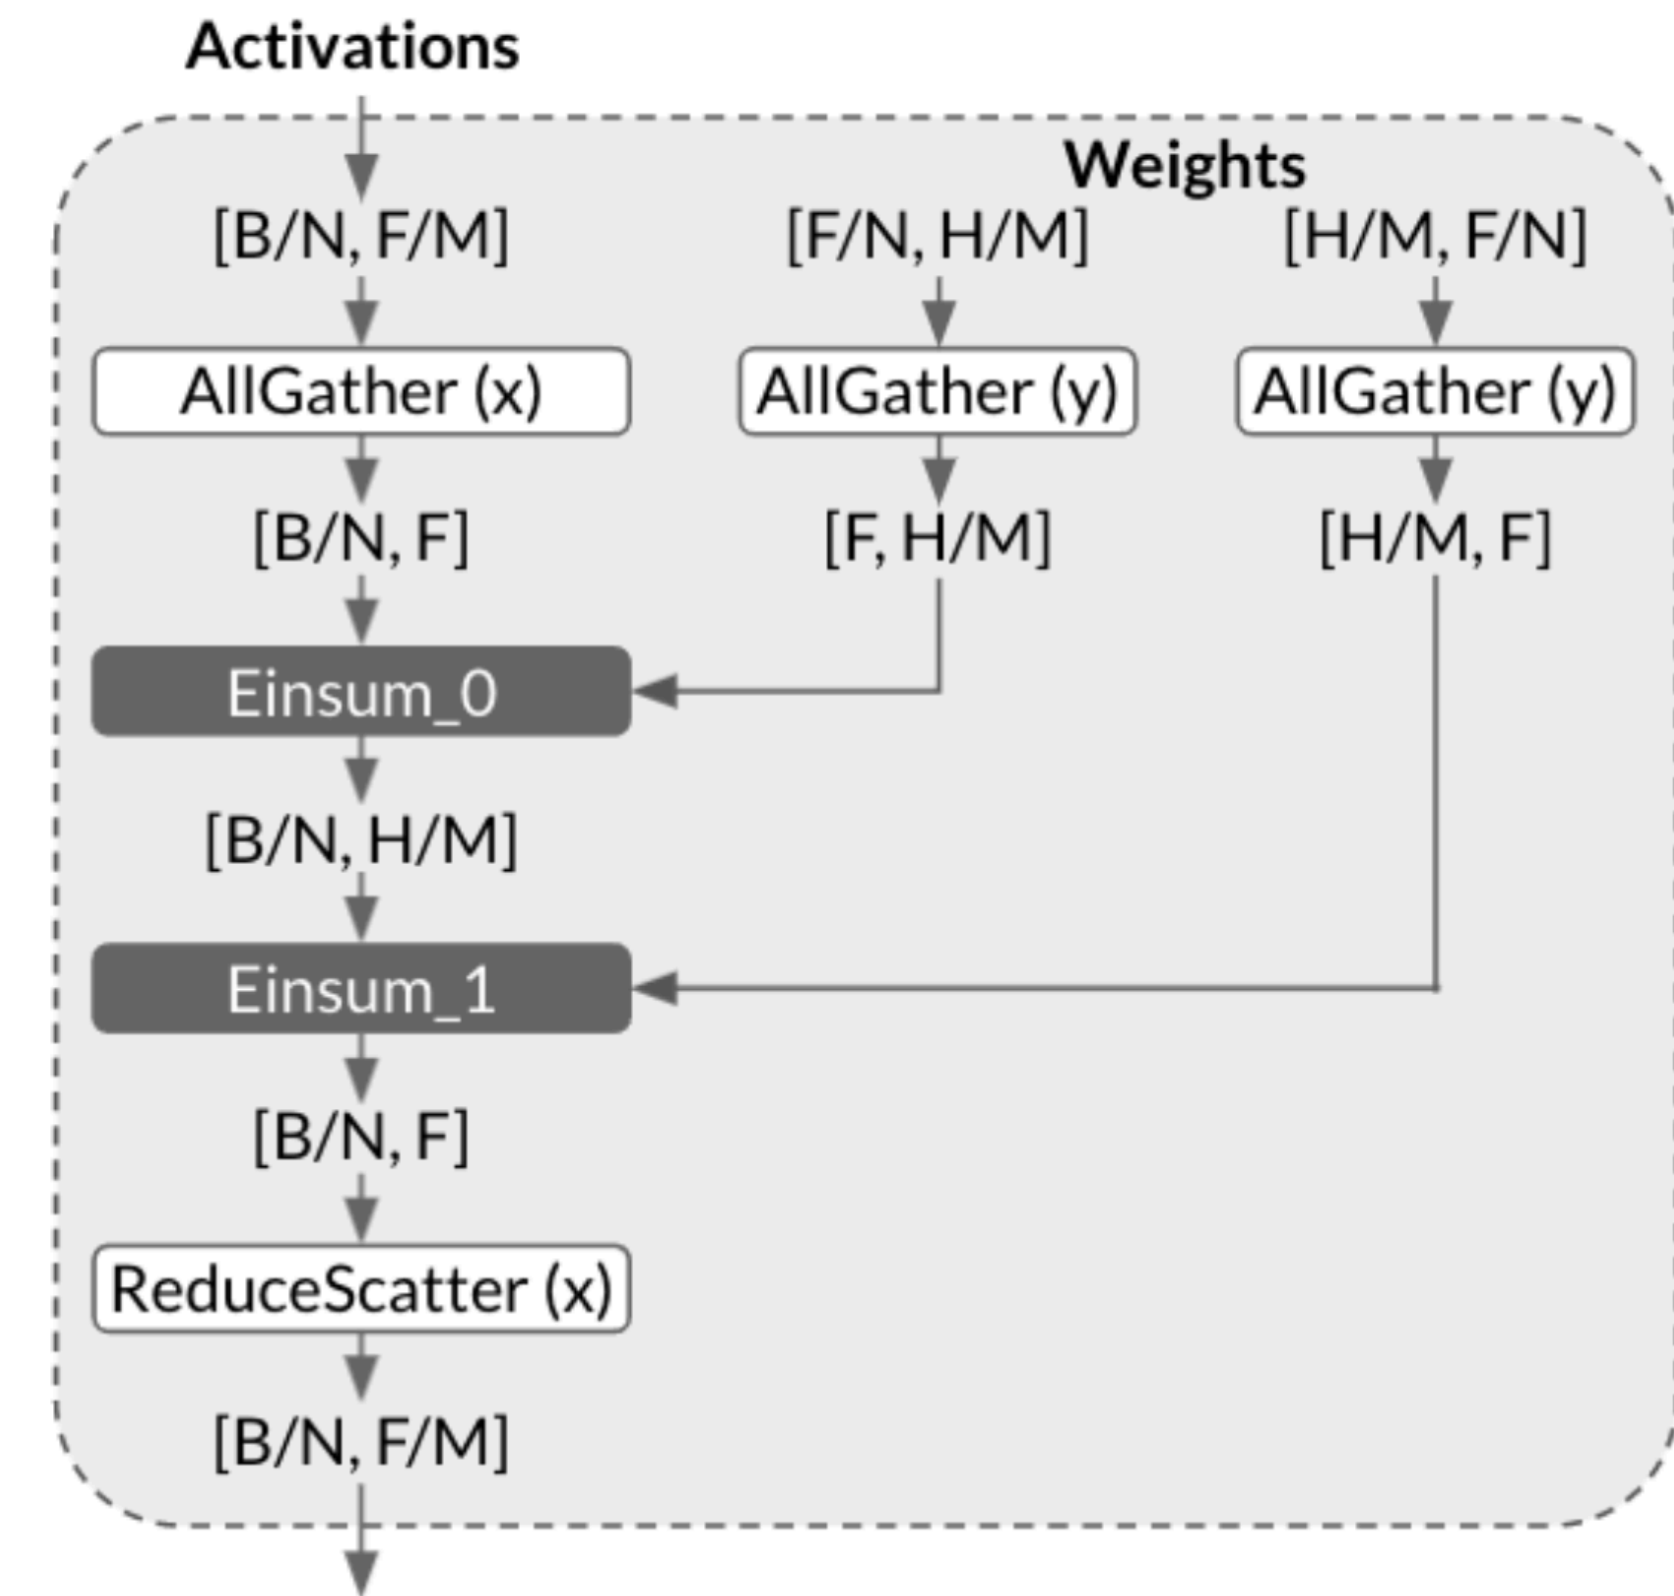 Activations
Weights
[B/N, F/M] [F/N, H/M] [H/M, F/N]
AllGather (x) AllGather (y) AllGather (y)
[B/N, F] [F, H/M] [H/M, F]
Einsum_0
[B/N, H/M]
Einsum_1
[B/N, F]
ReduceScatter (x)
[B/N, F/M]